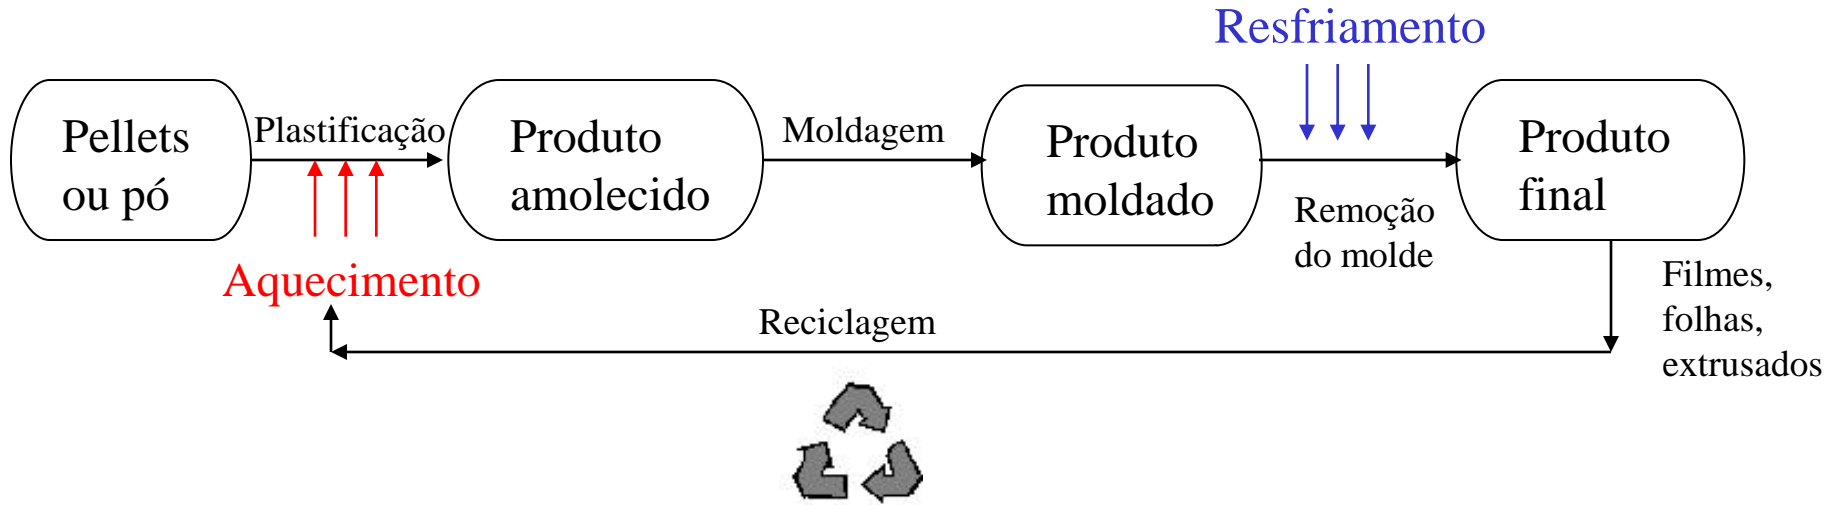 Resfriamento
Pellets
ou pó
Plastificação
Aquecimento
Produto
amolecido
Moldagem
Produto
moldado
Remoção
do molde
Produto
final
Filmes,
folhas,
extrusados
Reciclagem